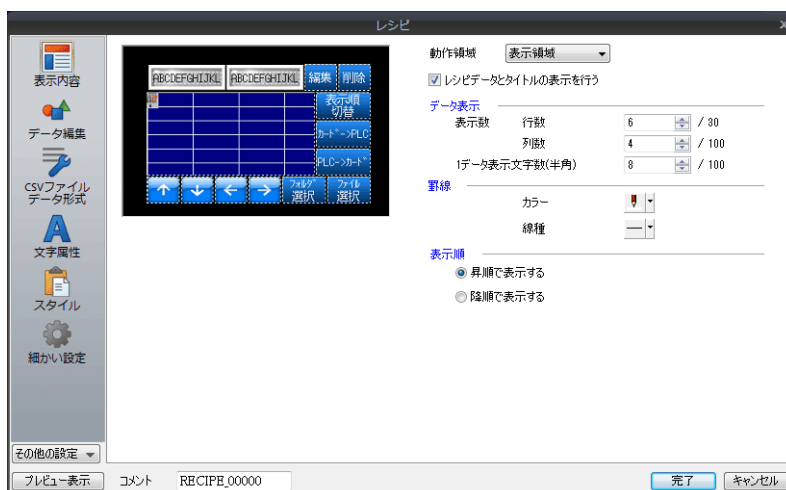 レシピ
表示内容
データ編集
CSVファイル
データ形式
文字属性
スタイル
細かい設定
その他の設定
プレビュー表示
ABCDEFGHIJKL ABCDEFGHIJKL 編集 削除
表示順
切替
カード->PLC
PLC->カード
フォルダ
選択
ファイル
選択
動作領域 表示領域
レシピデータとタイトルの表示を行う
データ表示
表示数 行数 6 / 30
列数 4 / 100
1データ表示文字数(半角) 8 / 100
罫線
カラー
線種
表示順
昇順で表示する
降順で表示する
コメント RECIPE_00000
完了 キャンセル